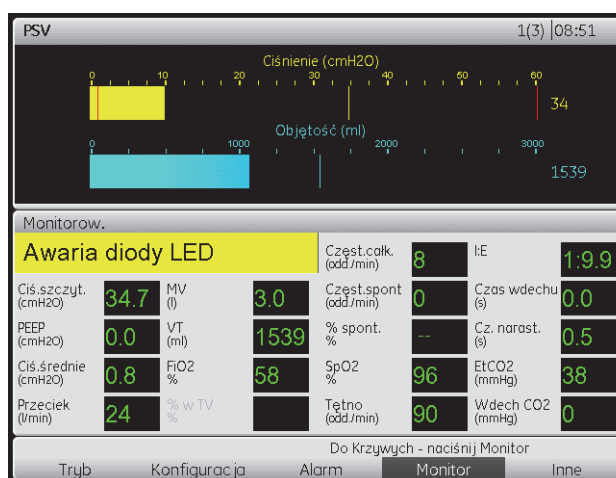 PSV 1(3) |08:51
Ciśnienie (cmH2O)
0 10 20 30 40 50 60
34
Objętość (ml)
0 1000 2000 3000
1539
Monitorow.
Awaria diody LED
Częst.całk. (odd./min) 8 I:E 1:9.9
Ciś.szczyt. (cmH2O) 34.7 MV (l) 3.0 Częst.spont (odd./min) 0 Czas wdechu (s) 0.0
PEEP (cmH2O) 0.0 VT (ml) 1539 % spont. % -- Cz. narast. (s) 0.5
Ciś.średnie (cmH2O) 0.8 FiO2 % 58 SpO2 % 96 EtCO2 (mmHg) 38
Przeciek (l/min) 24 % w TV % Tętno (odd./min) 90 Wdech CO2 (mmHg) 0
Do Krzywych - naciśnij Monitor
Tryb Konfiguracja Alarm Monitor Inne